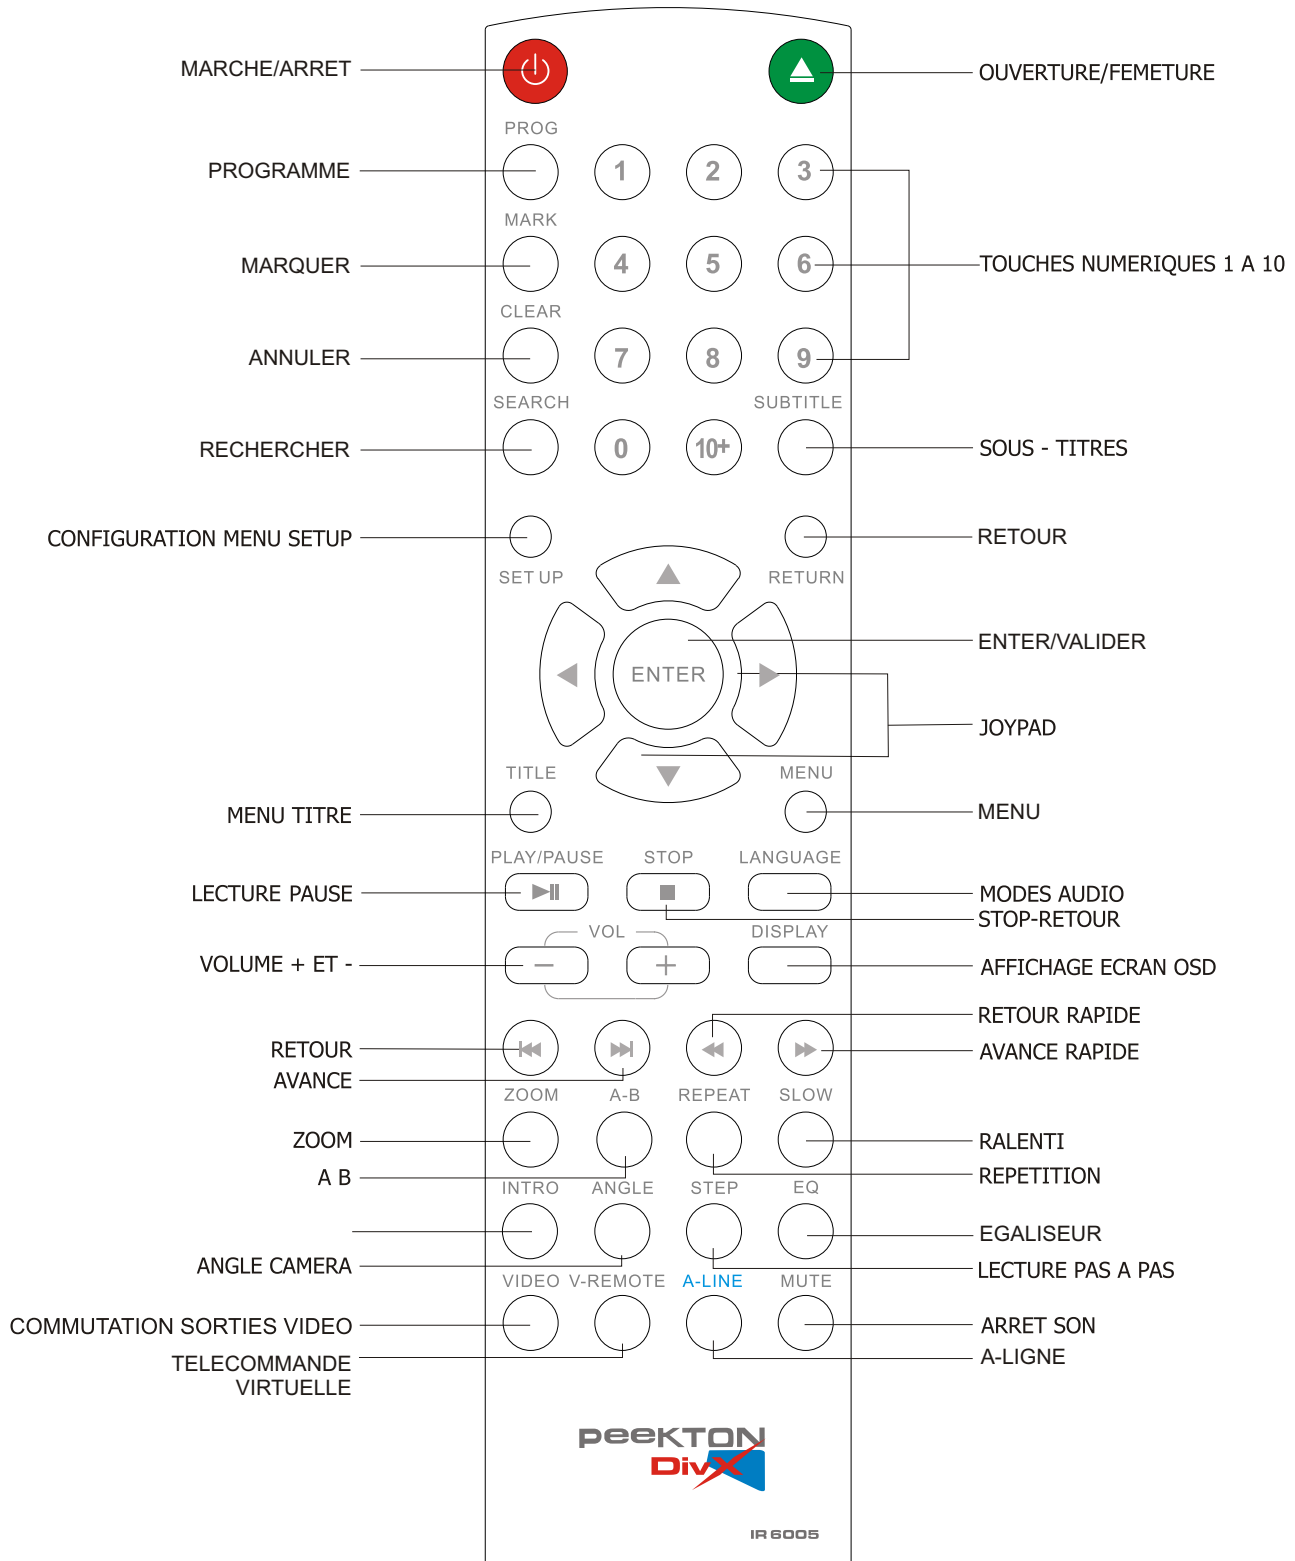 MARCHE/ARRET
OUVERTURE/FEMETURE
PROG
PROGRAMME
1 2 3
MARK
MARQUER
4 5 6
TOUCHES NUMERIQUES 1 A 10
CLEAR
ANNULER
7 8 9
SEARCH
SUBTITLE
RECHERCHER
0 10+
SOUS - TITRES
CONFIGURATION MENU SETUP
RETOUR
SET UP
RETURN
ENTER/VALIDER
ENTER
JOYPAD
TITLE
MENU
MENU TITRE
MENU
PLAY/PAUSE STOP LANGUAGE
LECTURE PAUSE
MODES AUDIO
STOP-RETOUR
VOL
DISPLAY
VOLUME + ET -
− +
AFFICHAGE ECRAN OSD
RETOUR RAPIDE
RETOUR
AVANCE RAPIDE
AVANCE
ZOOM A-B REPEAT SLOW
ZOOM
RALENTI
A B
REPETITION
INTRO ANGLE STEP EQ
EGALISEUR
ANGLE CAMERA
LECTURE PAS A PAS
VIDEO V-REMOTE A-LINE MUTE
COMMUTATION SORTIES VIDEO
ARRET SON
A-LIGNE
TELECOMMANDE
VIRTUELLE
PeeKTON
DivX
IR 6005